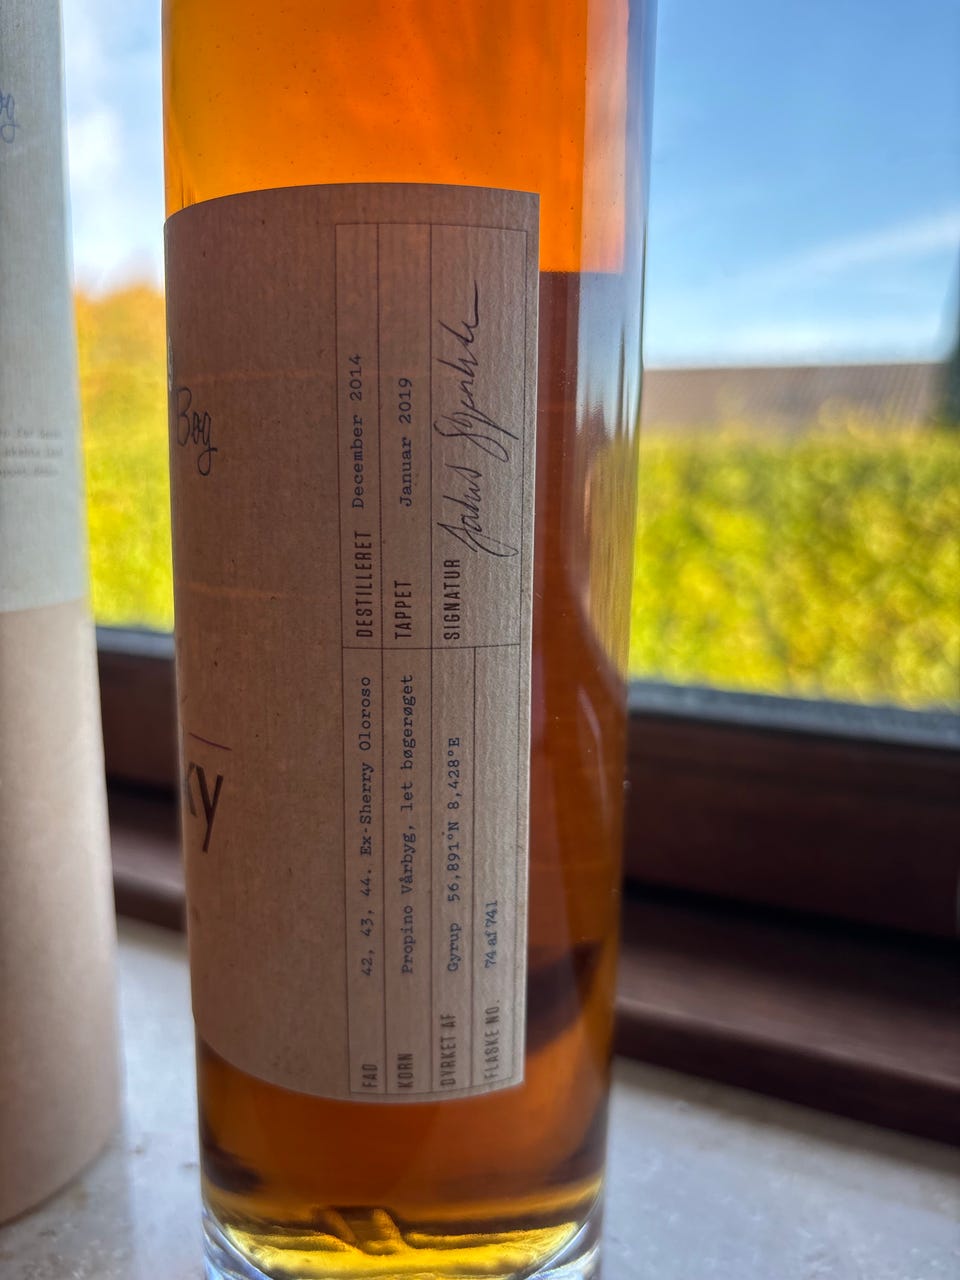 Bøg
ky
DESTILLERET December 2014
TAPPET Januar 2019
SIGNATUR
FAD 42, 43, 44. Ex-Sherry Oloroso
KORN Propino Vårbyg, let bøgerøget
DYRKET AF Gyrup 56,891°N 8,428°E
FLASKE NO. 74 af 741